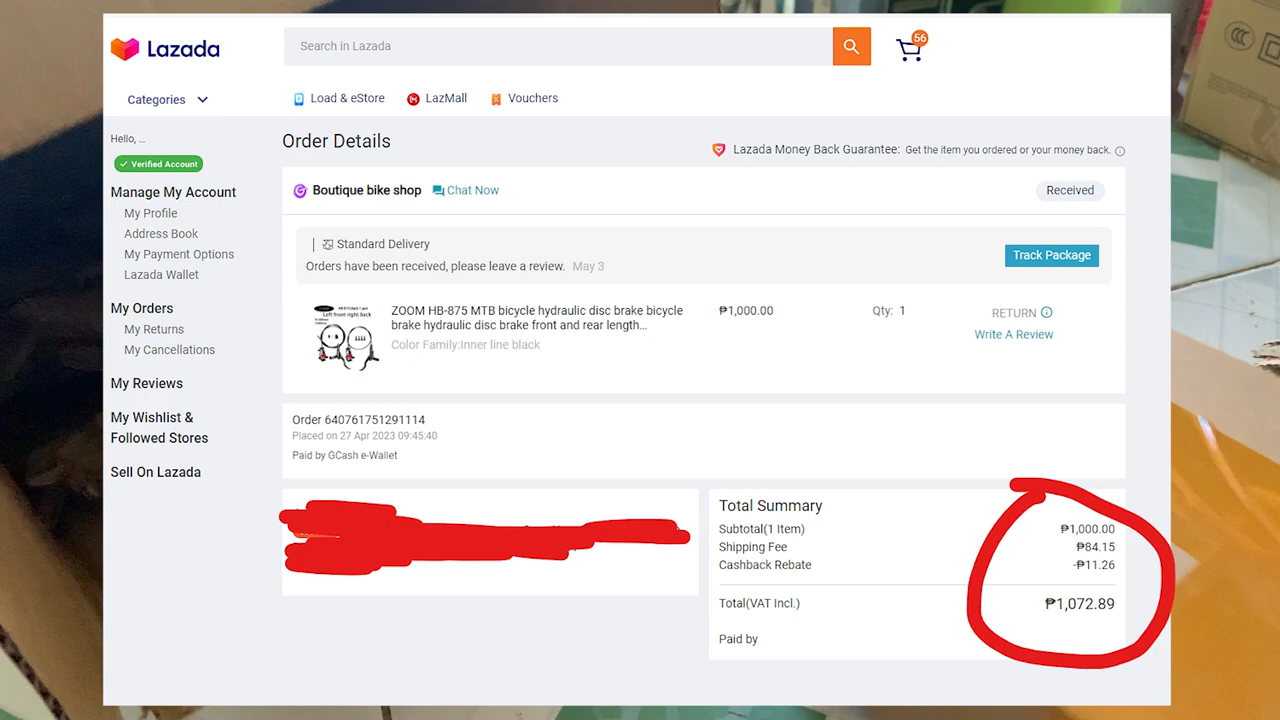 Lazada
Search in Lazada
56
Categories
Load & eStore
LazMall
Vouchers
Hello, ...
Verified Account
Manage My Account
My Profile
Address Book
My Payment Options
Lazada Wallet
My Orders
My Returns
My Cancellations
My Reviews
My Wishlist &
Followed Stores
Sell On Lazada
Order Details
Lazada Money Back Guarantee: Get the item you ordered or your money back.
Boutique bike shop
Chat Now
Received
Standard Delivery
Orders have been received, please leave a review. May 3
Track Package
Left front right back
ZOOM HB-875 MTB bicycle hydraulic disc brake bicycle
brake hydraulic disc brake front and rear length...
Color Family:Inner line black
₱1,000.00
Qty: 1
RETURN
Write A Review
Order 640761751291114
Placed on 27 Apr 2023 09:45:40
Paid by GCash e-Wallet
Total Summary
Subtotal(1 Item) ₱1,000.00
Shipping Fee ₱84.15
Cashback Rebate -₱11.26
Total(VAT Incl.) ₱1,072.89
Paid by